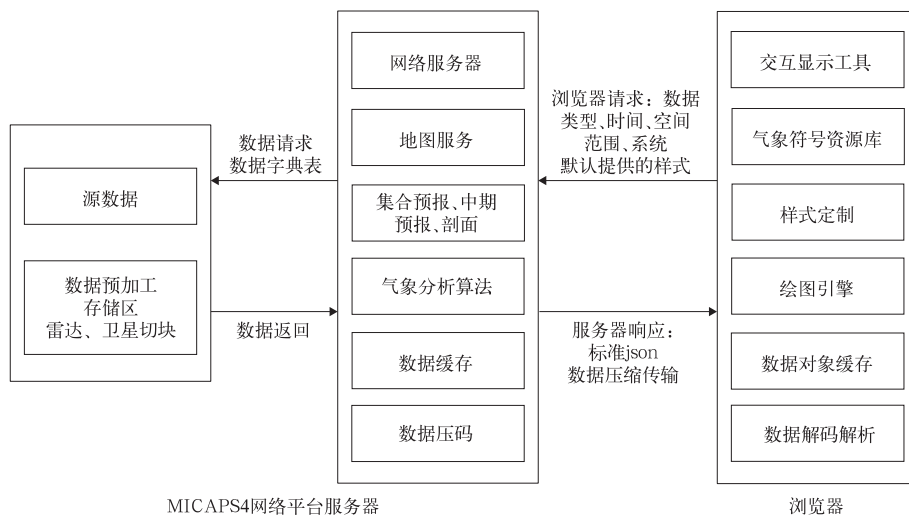 源数据
数据预加工
存储区
雷达、卫星切块
数据请求
数据字典表
数据返回
网络服务器
地图服务
集合预报、中期
预报、剖面
气象分析算法
数据缓存
数据压码
浏览器请求：数据
类型、时间、空间
范围、系统
默认提供的样式
服务器响应：
标准json
数据压缩传输
交互显示工具
气象符号资源库
样式定制
绘图引擎
数据对象缓存
数据解码解析
MICAPS4网络平台服务器
浏览器